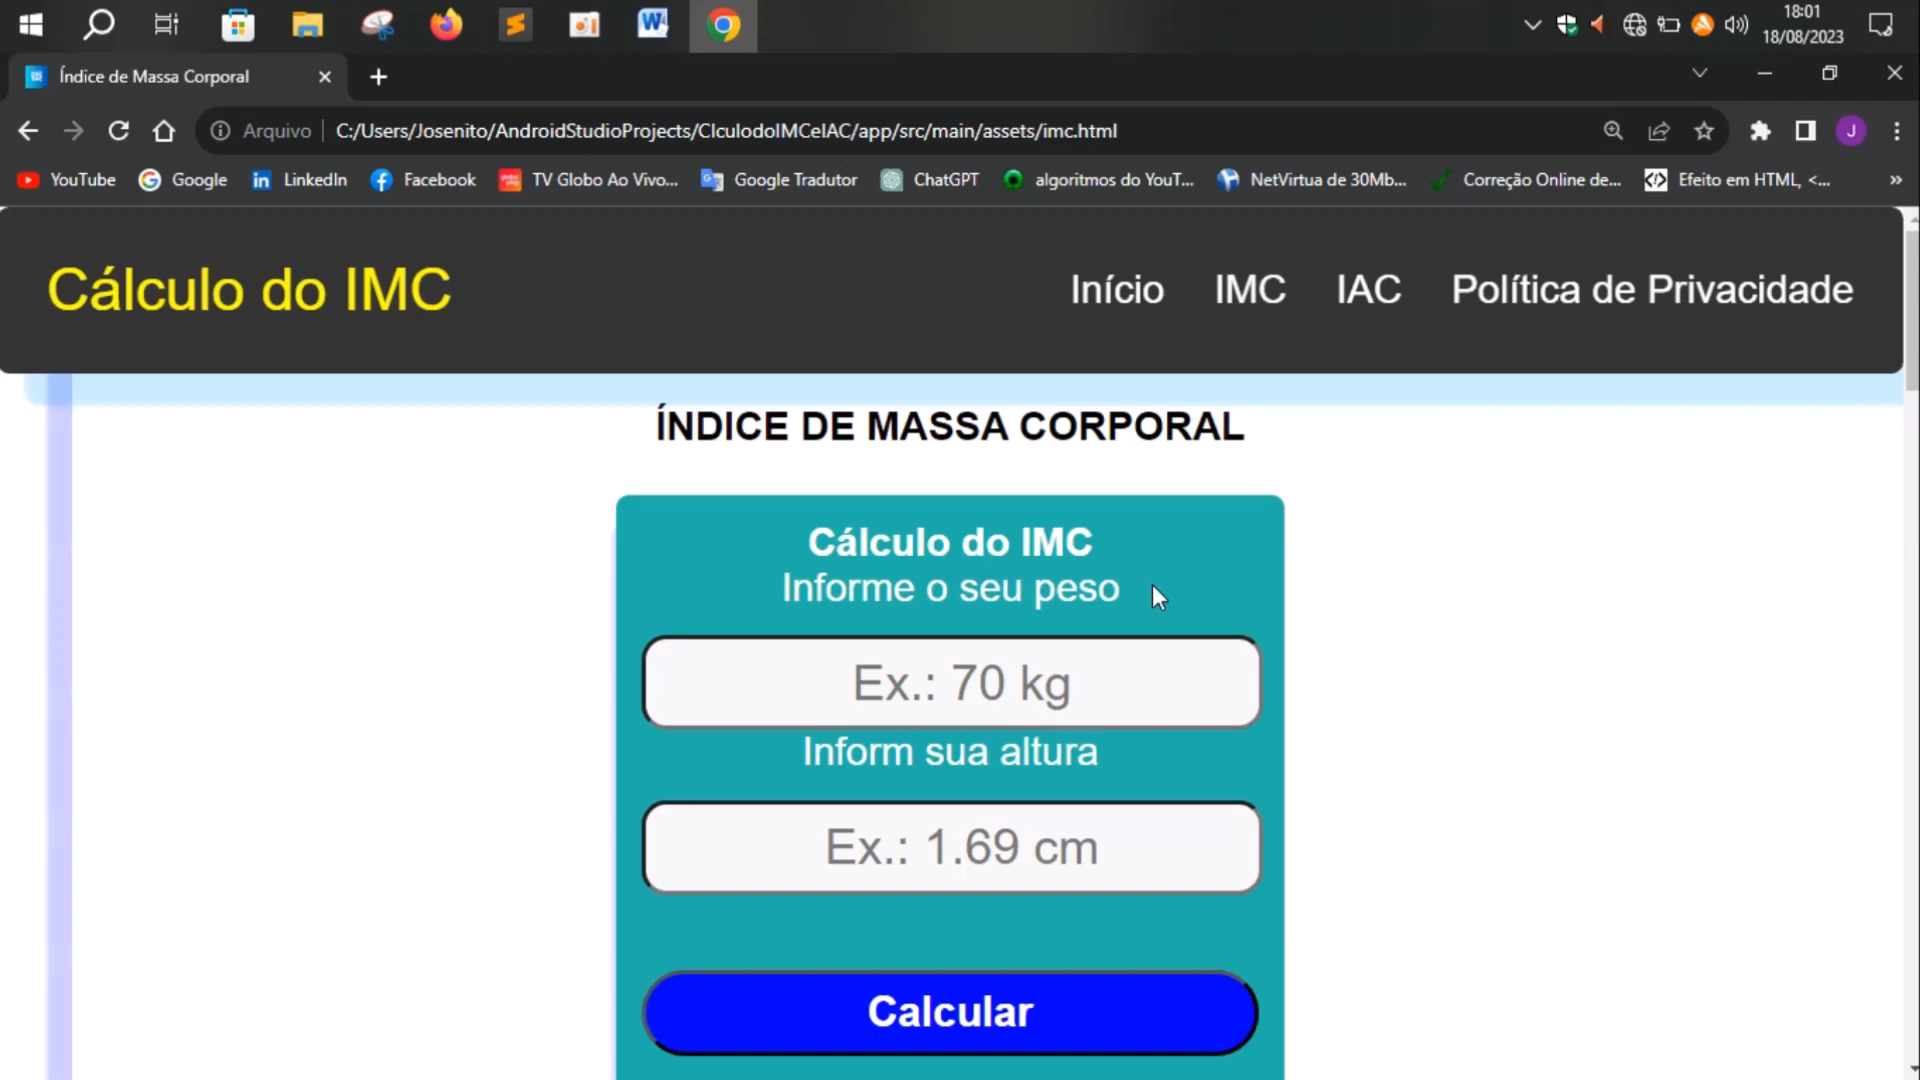 18:01
18/08/2023
Índice de Massa Corporal
Arquivo C:/Users/Josenito/AndroidStudioProjects/ClculodoIMCeIAC/app/src/main/assets/imc.html
J
YouTube Google LinkedIn Facebook TV Globo Ao Vivo... Google Tradutor ChatGPT algoritmos do YouT... NetVirtua de 30Mb... Correção Online de... Efeito em HTML, <... »
Cálculo do IMC Início IMC IAC Política de Privacidade
ÍNDICE DE MASSA CORPORAL
Cálculo do IMC
Informe o seu peso
Ex.: 70 kg
Inform sua altura
Ex.: 1.69 cm
Calcular